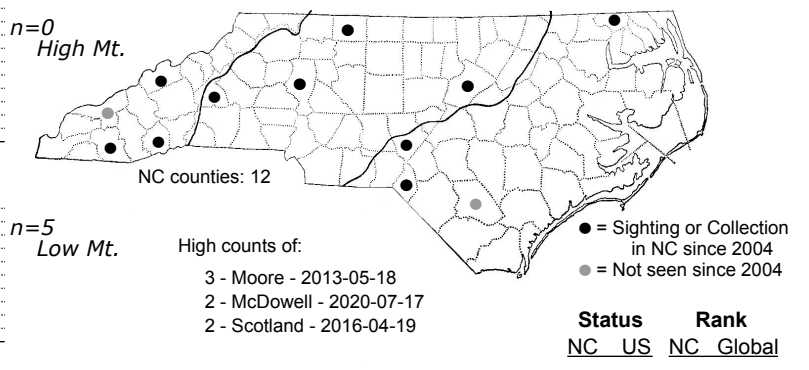 n=0
High Mt.
NC counties: 12
n=5
Low Mt.
High counts of:
3 - Moore - 2013-05-18
2 - McDowell - 2020-07-17
2 - Scotland - 2016-04-19
= Sighting or Collection
in NC since 2004
= Not seen since 2004
Status Rank
NC US NC Global